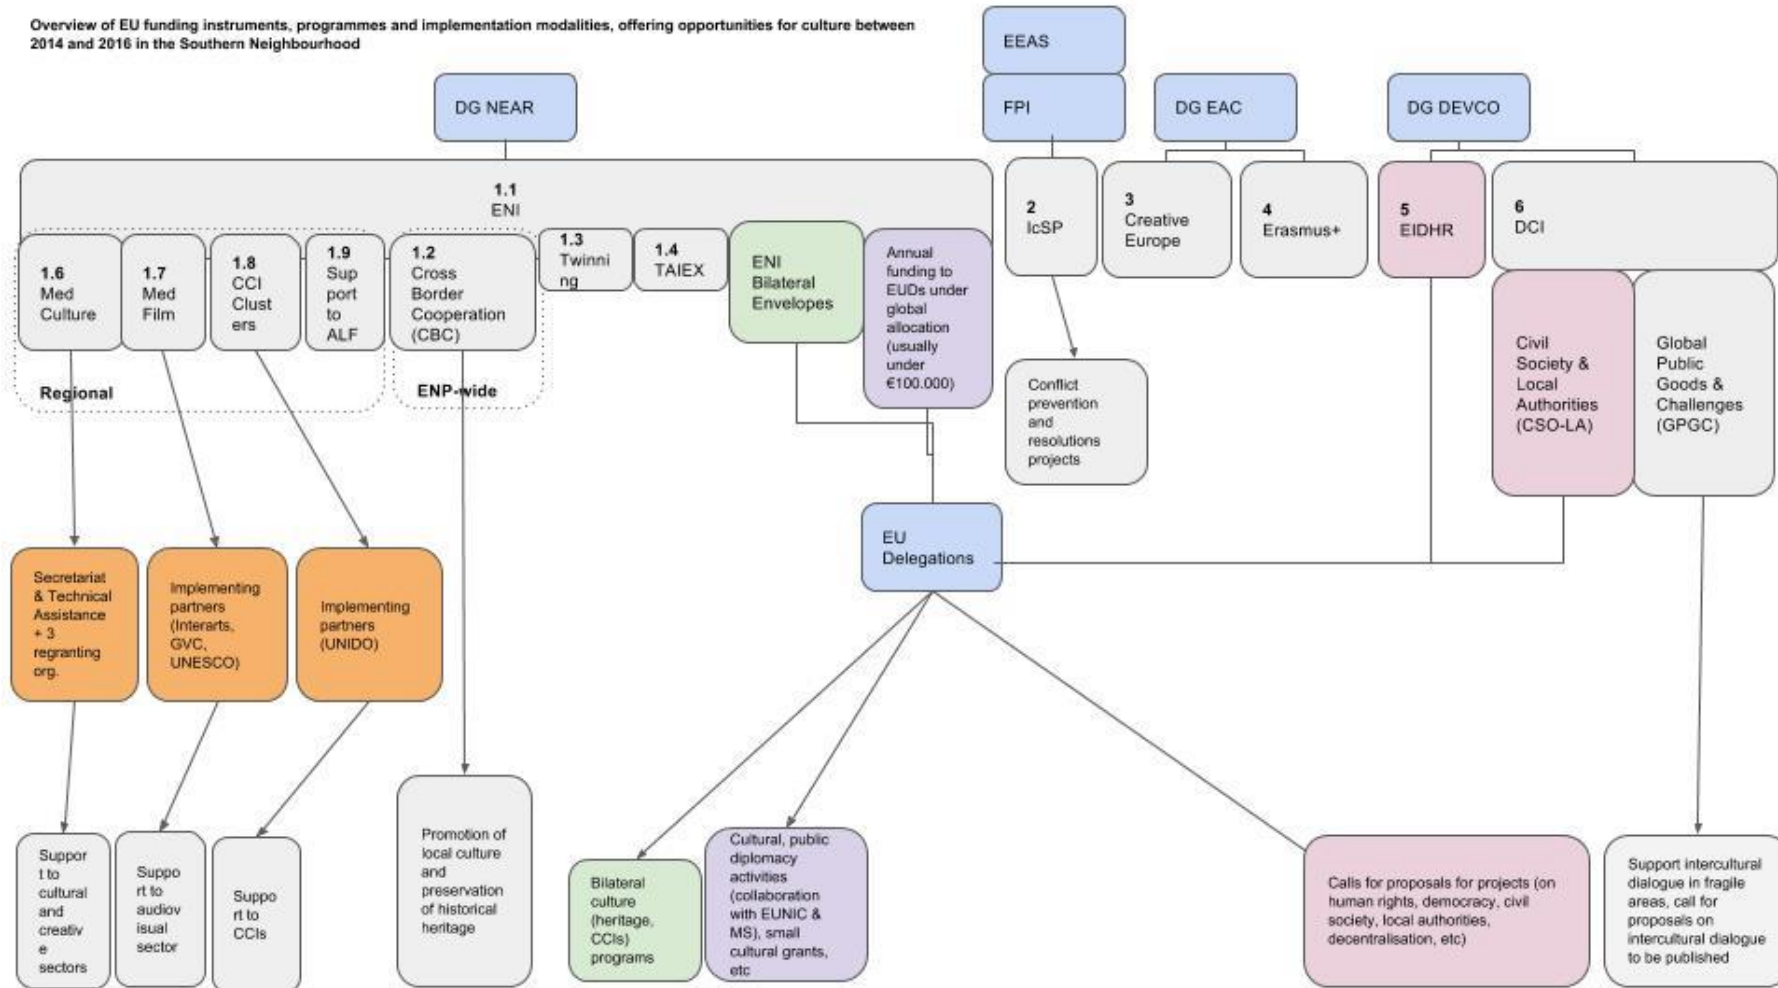 Overview of EU funding instruments, programmes and implementation modalities, offering opportunities for culture between
2014 and 2016 in the Southern Neighbourhood
EEAS
DG NEAR
FPI
DG EAC
DG DEVCO
1.1
ENI
2
IcSP
3
Creative
Europe
4
Erasmus+
5
EIDHR
6
DCI
1.6
Med
Culture
1.7
Med
Film
1.8
CCI
Clust
ers
1.9
Sup
port
to
ALF
1.2
Cross
Border
Cooperation
(CBC)
1.3
Twinni
ng
1.4
TAIEX
ENI
Bilateral
Envelopes
Annual
funding to
EUDs under
global
allocation
(usually
under
€100.000)
Regional
ENP-wide
Conflict
prevention
and
resolutions
projects
Civil
Society &
Local
Authorities
(CSO-LA)
Global
Public
Goods &
Challenges
(GPGC)
EU
Delegations
Secretariat
& Technical
Assistance
+ 3
regranting
org.
Implementing
partners
(Interarts,
GVC,
UNESCO)
Implementing
partners
(UNIDO)
Suppor
t to
cultural
and
creativ
e
sectors
Suppo
rt to
audiov
isual
sector
Suppo
rt to
CCIs
Promotion of
local culture
and
preservation
of historical
heritage
Bilateral
culture
(heritage,
CCIs)
programs
Cultural, public
diplomacy
activities
(collaboration
with EUNIC &
MS), small
cultural grants,
etc
Calls for proposals for projects (on
human rights, democracy, civil
society, local authorities,
decentralisation, etc)
Support intercultural
dialogue in fragile
areas, call for
proposals on
intercultural dialogue
to be published